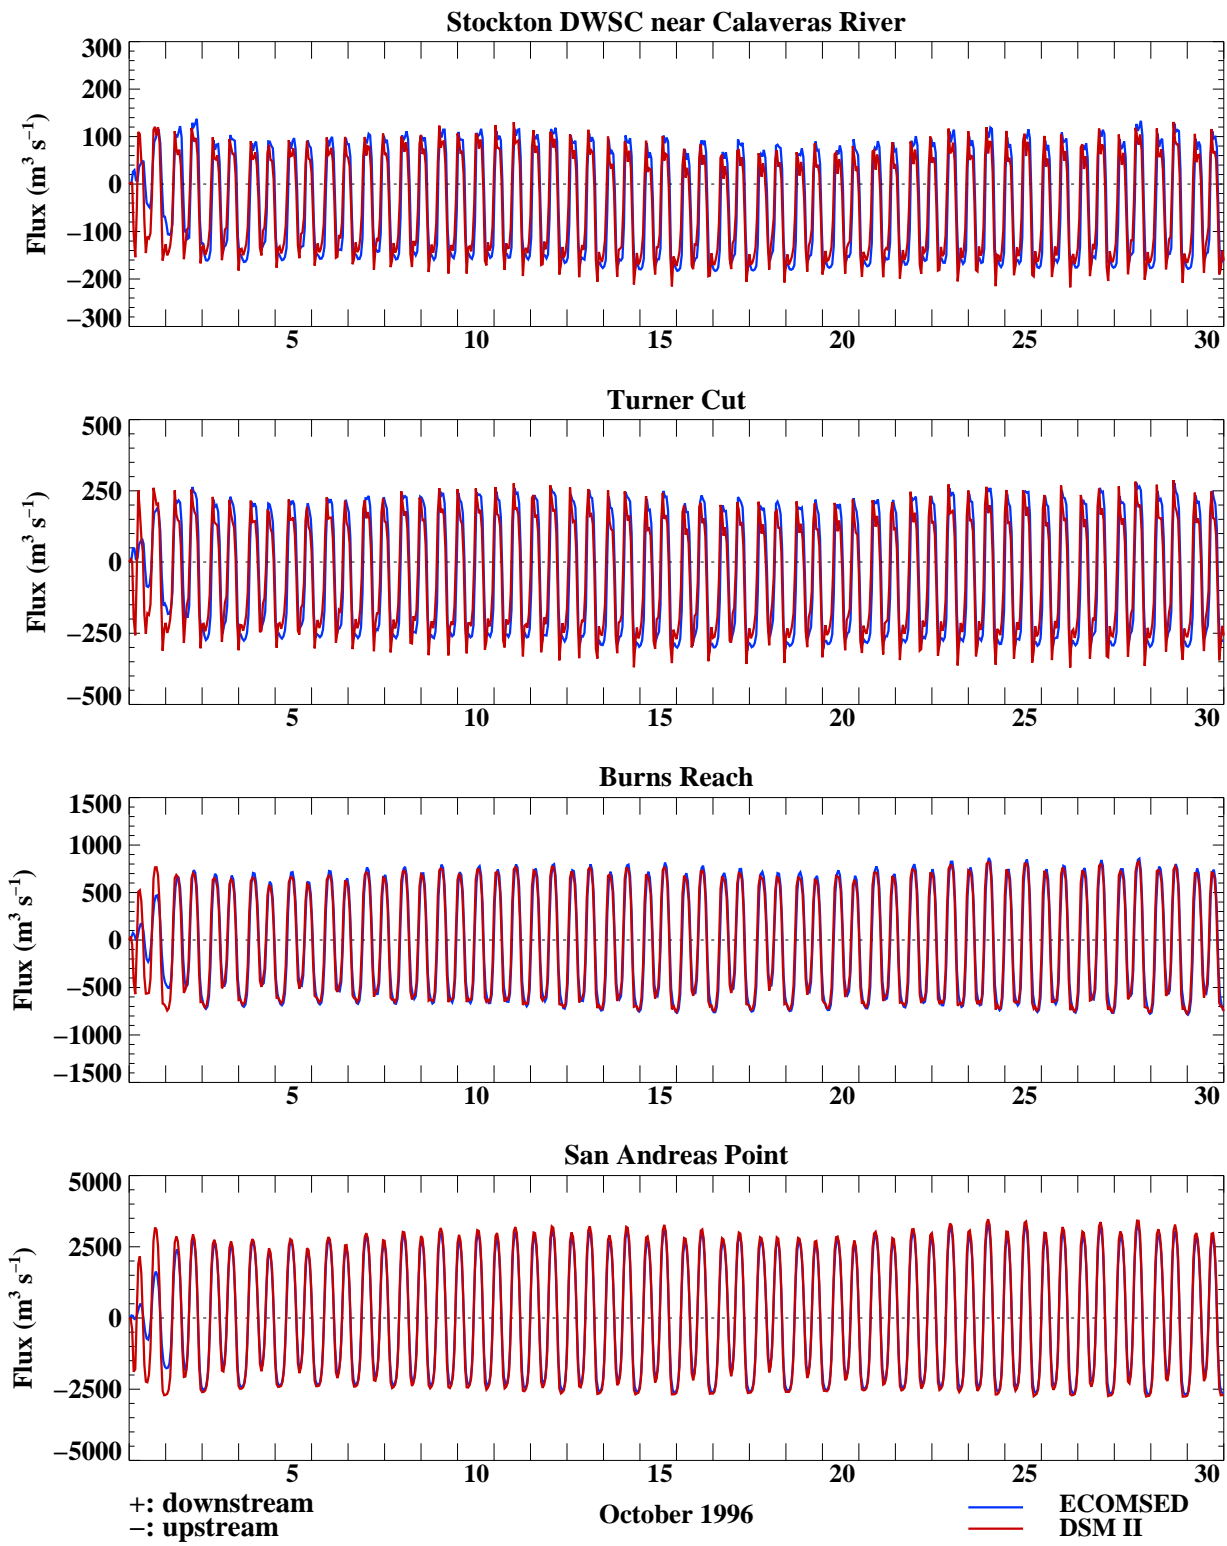 Stockton DWSC near Calaveras River
Flux (m³ s⁻¹)
300
200
100
0
−100
−200
−300
5 10 15 20 25 30
Turner Cut
Flux (m³ s⁻¹)
500
250
0
−250
−500
5 10 15 20 25 30
Burns Reach
Flux (m³ s⁻¹)
1500
1000
500
0
−500
−1000
−1500
5 10 15 20 25 30
San Andreas Point
Flux (m³ s⁻¹)
5000
2500
0
−2500
−5000
5 10 15 20 25 30
+: downstream
−: upstream
October 1996
ECOMSED
DSM II